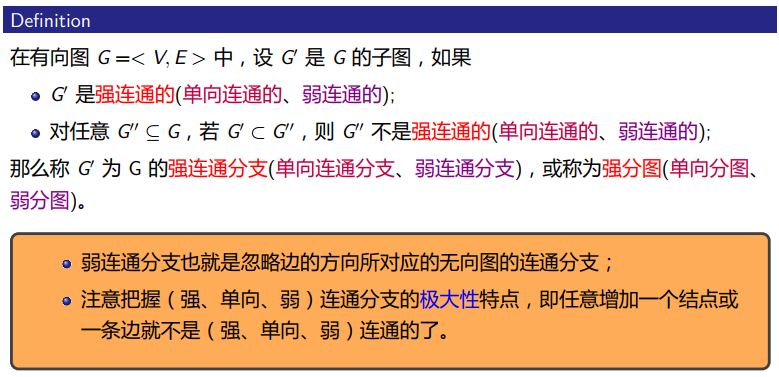 Definition
在有向图 G =< V, E > 中，设 G′ 是 G 的子图，如果
G′ 是强连通的(单向连通的、弱连通的);
对任意 G″ ⊆ G，若 G′ ⊂ G″，则 G″ 不是强连通的(单向连通的、弱连通的);
那么称 G′ 为 G 的强连通分支(单向连通分支、弱连通分支)，或称为强分图(单向分图、
弱分图)。
弱连通分支也就是忽略边的方向所对应的无向图的连通分支；
注意把握（强、单向、弱）连通分支的极大性特点，即任意增加一个结点或
一条边就不是（强、单向、弱）连通的了。